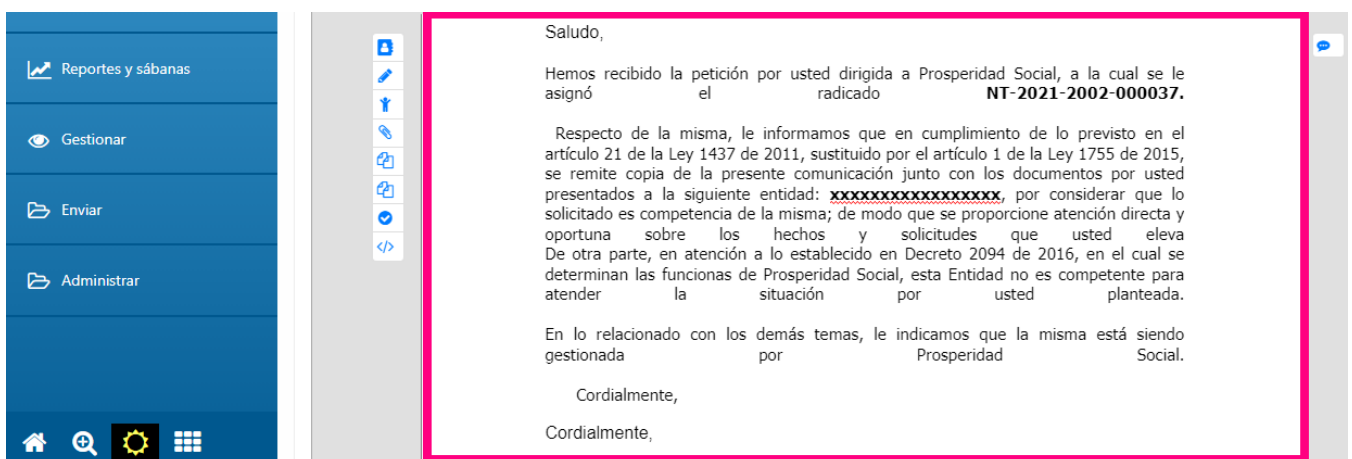 Reportes y sábanas
Gestionar
Enviar
Administrar
Saludo,
Hemos recibido la petición por usted dirigida a Prosperidad Social, a la cual se le
asignó el radicado NT-2021-2002-000037.
Respecto de la misma, le informamos que en cumplimiento de lo previsto en el
artículo 21 de la Ley 1437 de 2011, sustituido por el artículo 1 de la Ley 1755 de 2015,
se remite copia de la presente comunicación junto con los documentos por usted
presentados a la siguiente entidad: xxxxxxxxxxxxxxxxx, por considerar que lo
solicitado es competencia de la misma; de modo que se proporcione atención directa y
oportuna sobre los hechos y solicitudes que usted eleva
De otra parte, en atención a lo establecido en Decreto 2094 de 2016, en el cual se
determinan las funcionas de Prosperidad Social, esta Entidad no es competente para
atender la situación por usted planteada.
En lo relacionado con los demás temas, le indicamos que la misma está siendo
gestionada por Prosperidad Social.
Cordialmente,
Cordialmente,